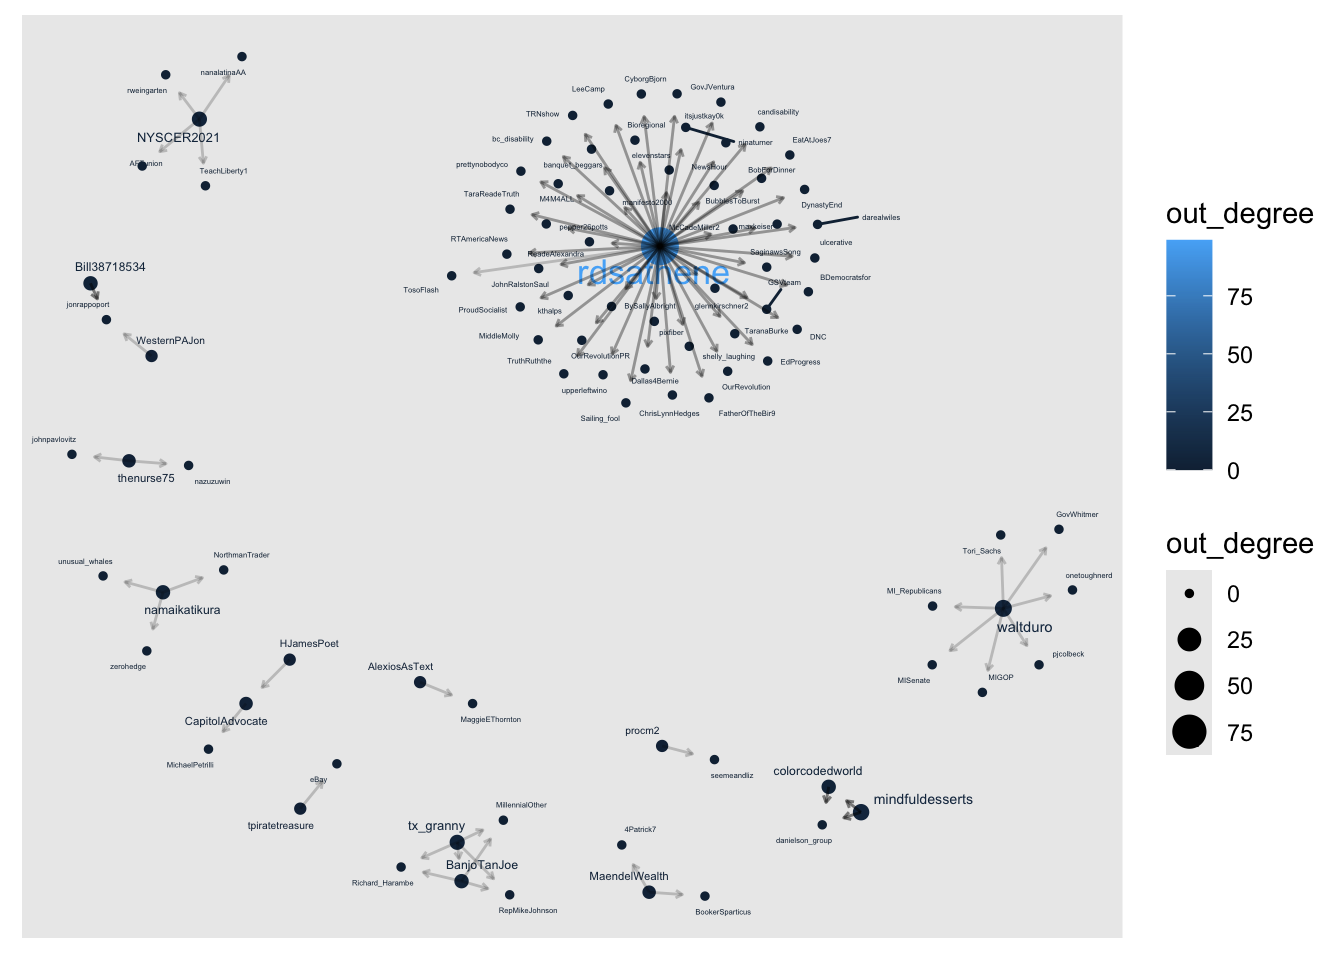 nanalatinaAA
rweingarten
NYSCER2021
TeachLiberty1
CyborgBjorn
LeeCamp
GovJVentura
TRNshow
itsjustkay0k
candisability
Bioregional
bc_disability
ninaturner
EatAtJoes7
elevenstars
prettynobodyco
banquet_beggars
NewsHour
BobForDinner
TaraReadeTruth
M4M4ALL
manifesto2000
BubblesToBurst
DynastyEnd
darealwiles
pepper26potts
McCadeMiller2
maxkeiser
RTAmericaNews
ulcerative
ReadeAlexandra
SaginawsSong
rdsathene
TosoFlash
JohnRalstonSaul
GSVteam
BDemocratsfor
ProudSocialist
kthalps
BySallyAlbright
glennkirschner2
MiddleMolly
pixfiber
TaranaBurke
DNC
TruthRuththe
OurRevolutionPR
shelly_laughing
EdProgress
upperleftwino
Dallas4Bernie
OurRevolution
Sailing_fool
ChrisLynnHedges
FatherOfTheBir9
Bill38718534
jonrappoport
WesternPAJon
johnpavlovitz
thenurse75
nazuzuwin
unusual_whales
NorthmanTrader
namaikatikura
zerohedge
HJamesPoet
CapitolAdvocate
MichaelPetrilli
AlexiosAsText
MaggieEThornton
eBay
tpiratetreasure
procm2
seemeandliz
GovWhitmer
Tori_Sachs
onetoughnerd
MI_Republicans
waltduro
pjcolbeck
MISenate
MIGOP
colorcodedworld
mindfuldesserts
danielson_group
MillennialOther
tx_granny
BanjoTanJoe
Richard_Harambe
RepMikeJohnson
4Patrick7
MaendelWealth
BookerSparticus
out_degree
75
50
25
0
out_degree
0
25
50
75